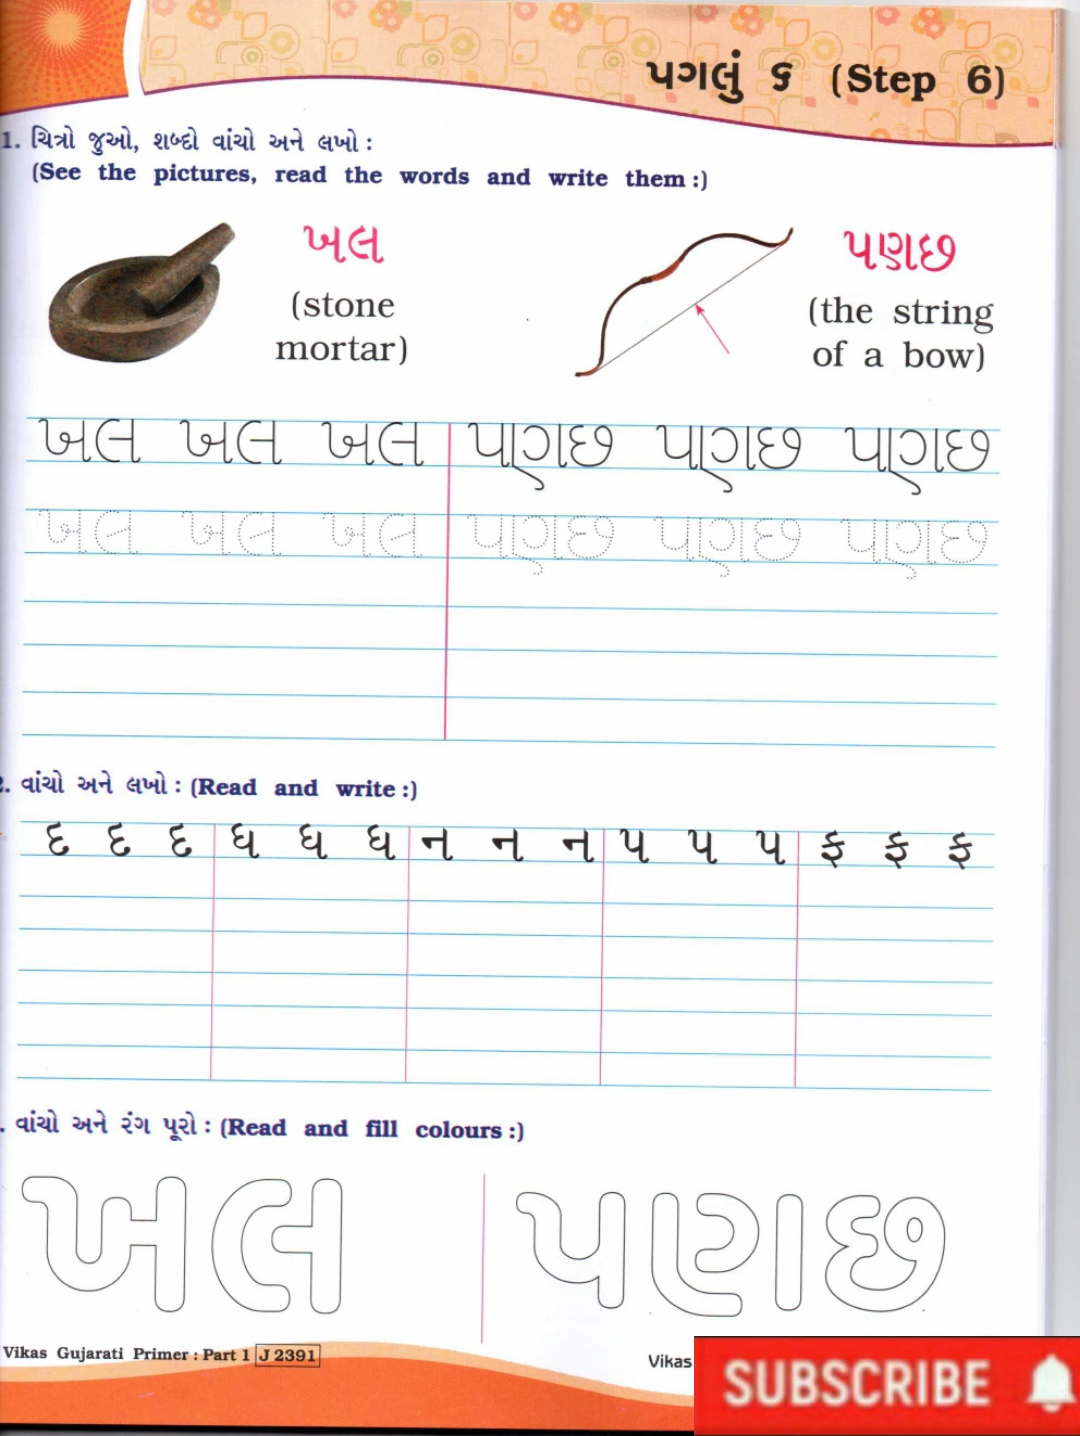 પગલું ૬ (Step 6)
1. ચિત્રો જુઓ, શબ્દો વાંચો અને લખો :
(See the pictures, read the words and write them :)
ખલ
(stone
mortar)
પણછ
(the string
of a bow)
ખલ ખલ ખલ પણછ પણછ પણછ
ખલ ખલ ખલ પણછ પણછ પણછ
2. વાંચો અને લખો : (Read and write :)
દ દ દ ધ ધ ધ ન ન ન પ પ પ ફ ફ ફ
. વાંચો અને રંગ પૂરો : (Read and fill colours :)
ખલ પણછ
Vikas Gujarati Primer : Part 1 J 2391
Vikas
SUBSCRIBE